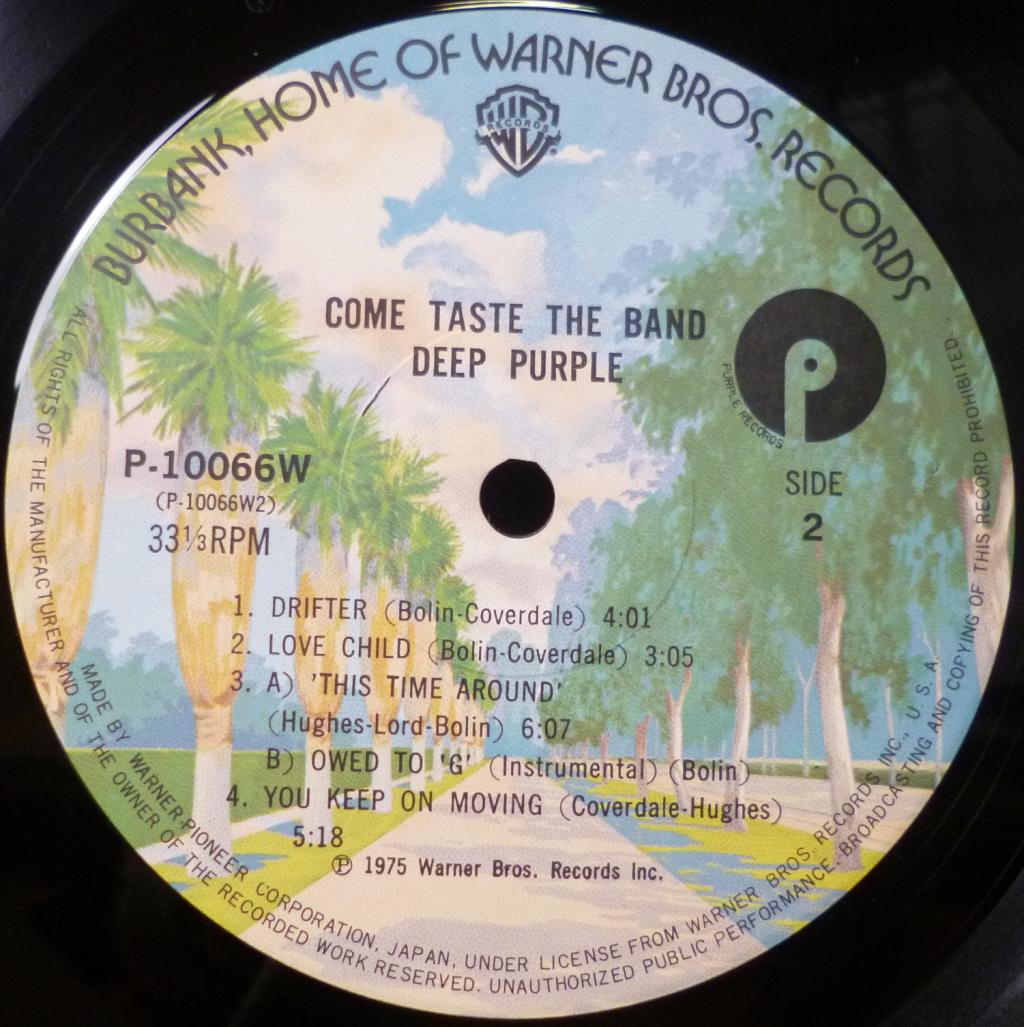 BURBANK, HOME OF WARNER BROS. RECORDS
RECORDS
COME TASTE THE BAND
DEEP PURPLE
P
PURPLE RECORDS
P-10066W
(P-10066W2)
33⅓RPM
SIDE
2
1. DRIFTER (Bolin-Coverdale) 4:01
2. LOVE CHILD (Bolin-Coverdale) 3:05
3. A) 'THIS TIME AROUND'
(Hughes-Lord-Bolin) 6:07
B) OWED TO 'G' (Instrumental) (Bolin)
4. YOU KEEP ON MOVING (Coverdale-Hughes)
5:18
℗ 1975 Warner Bros. Records Inc.
MADE BY WARNER-PIONEER CORPORATION, JAPAN, UNDER LICENSE FROM WARNER BROS. RECORDS INC., U. S. A.
ALL RIGHTS OF THE MANUFACTURER AND OF THE OWNER OF THE RECORDED WORK RESERVED. UNAUTHORIZED PUBLIC PERFORMANCE, BROADCASTING AND COPYING OF THIS RECORD PROHIBITED.